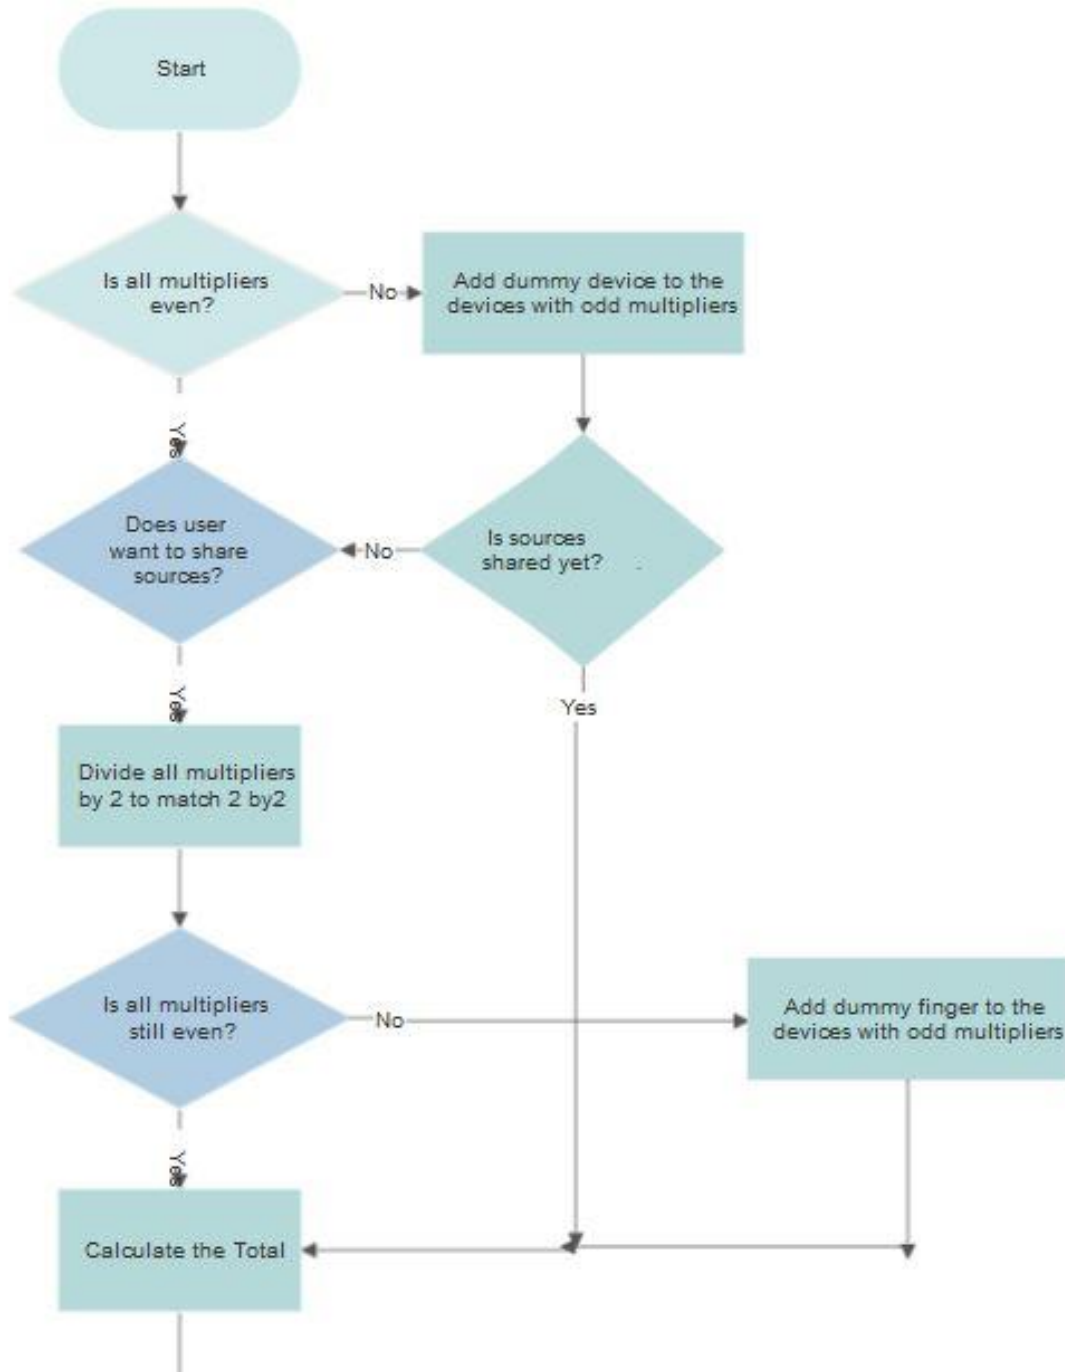 Start
Is all multipliers
even?
No
Add dummy device to the
devices with odd multipliers
Yes
Does user
want to share
sources?
No
Is sources
shared yet?
.
Yes
Yes
Divide all multipliers
by 2 to match 2 by2
Is all multipliers
still even?
No
Add dummy finger to the
devices with odd multipliers
Yes
Calculate the Total